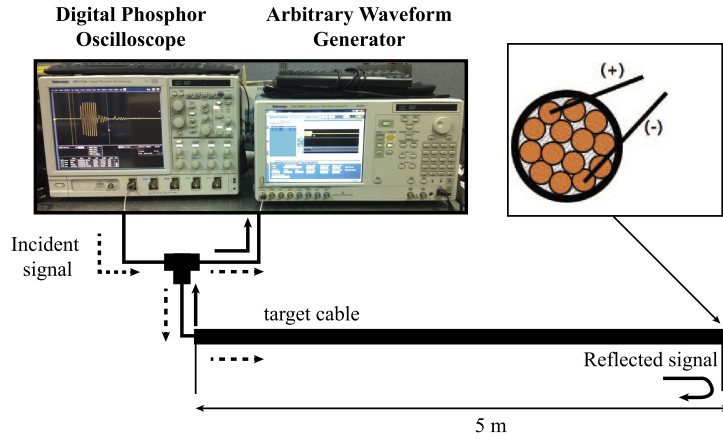 Digital Phosphor
Oscilloscope
Arbitrary Waveform
Generator
(+)
(-)
Incident
signal
target cable
Reflected signal
5 m